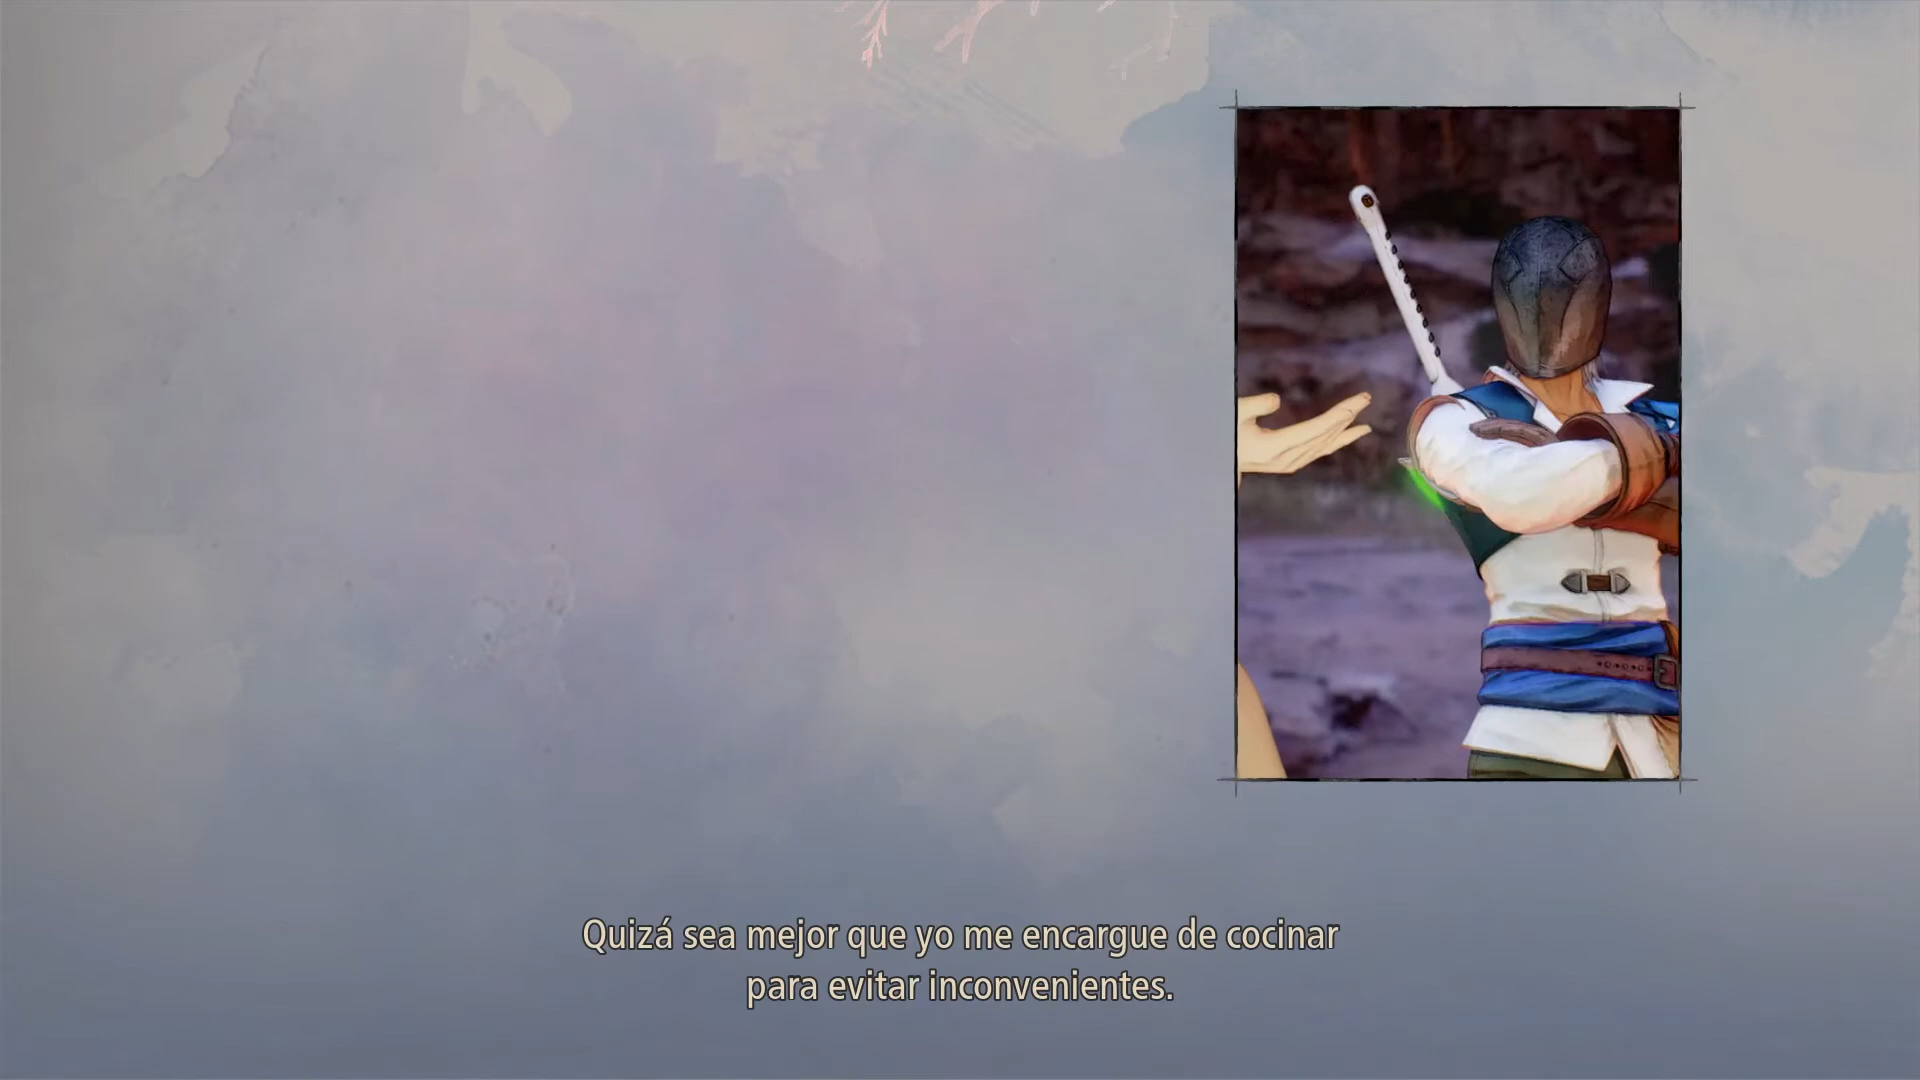 Quizá sea mejor que yo me encargue de cocinar
para evitar inconvenientes.